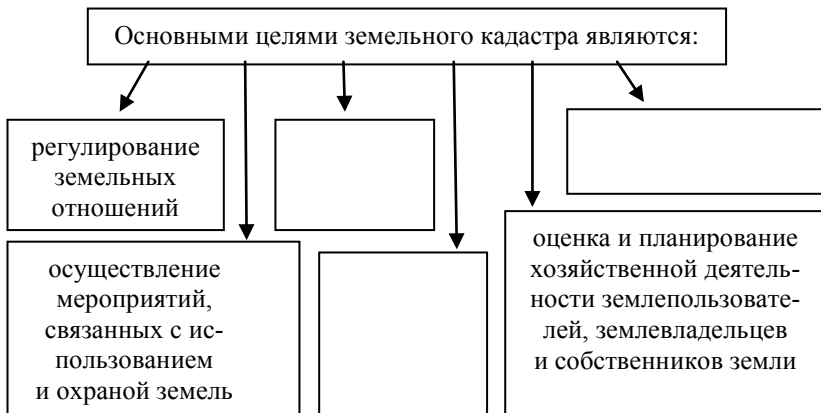 Основными целями земельного кадастра являются:
регулирование
земельных
отношений
осуществление
мероприятий,
связанных с ис-
пользованием
и охраной земель
оценка и планирование
хозяйственной деятель-
ности землепользовате-
лей, землевладельцев
и собственников земли